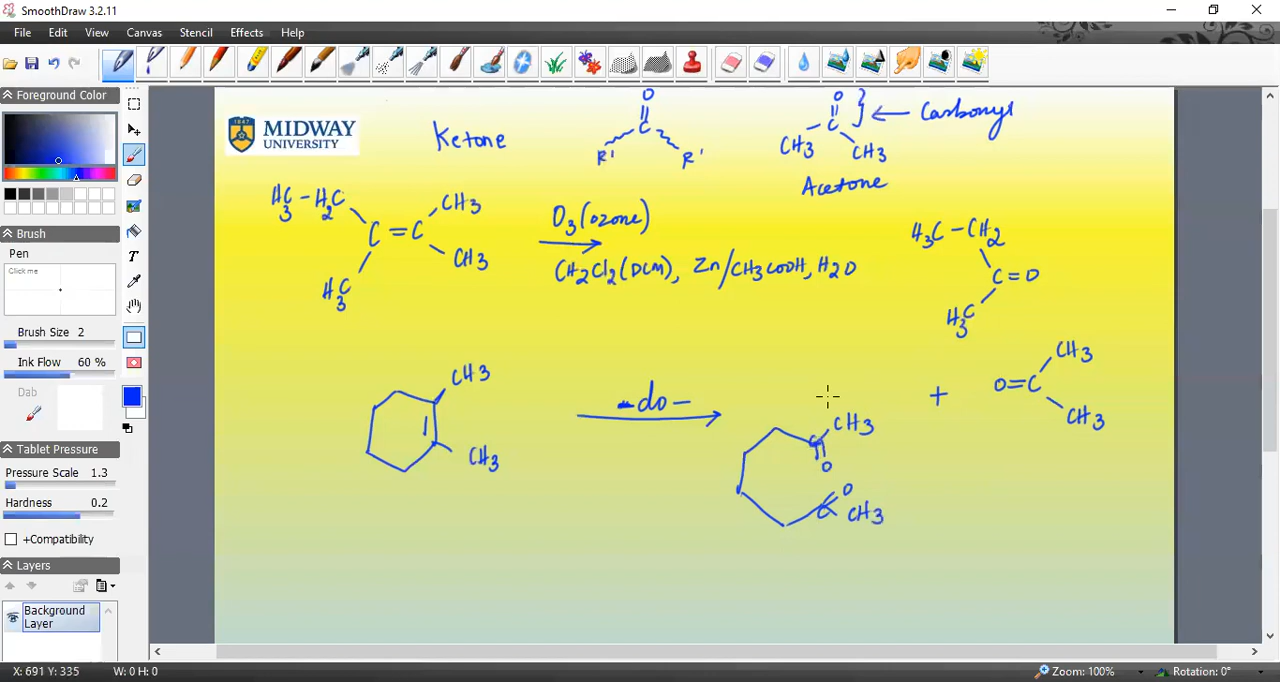 SmoothDraw 3.2.11
File Edit View Canvas Stencil Effects Help
Foreground Color
Brush
Pen
Click me
Brush Size 2
Ink Flow 60 %
Dab
Tablet Pressure
Pressure Scale 1.3
Hardness 0.2
+Compatibility
Layers
Background Layer
T
1847
MIDWAY
UNIVERSITY
Ketone
O
C
R'
R'
O
C
CH3
CH3
Carbonyl
Acetone
H3C-H2C
C=C
CH3
CH3
H3C
O3(ozone)
CH2Cl2(DCM), Zn/CH3COOH, H2O
H3C-CH2
C=O
H3C
CH3
CH3
-do-
CH3
C
O
O
C
CH3
+
CH3
O=C
CH3
X: 691 Y: 335 W: 0 H: 0 Zoom: 100% Rotation: 0°